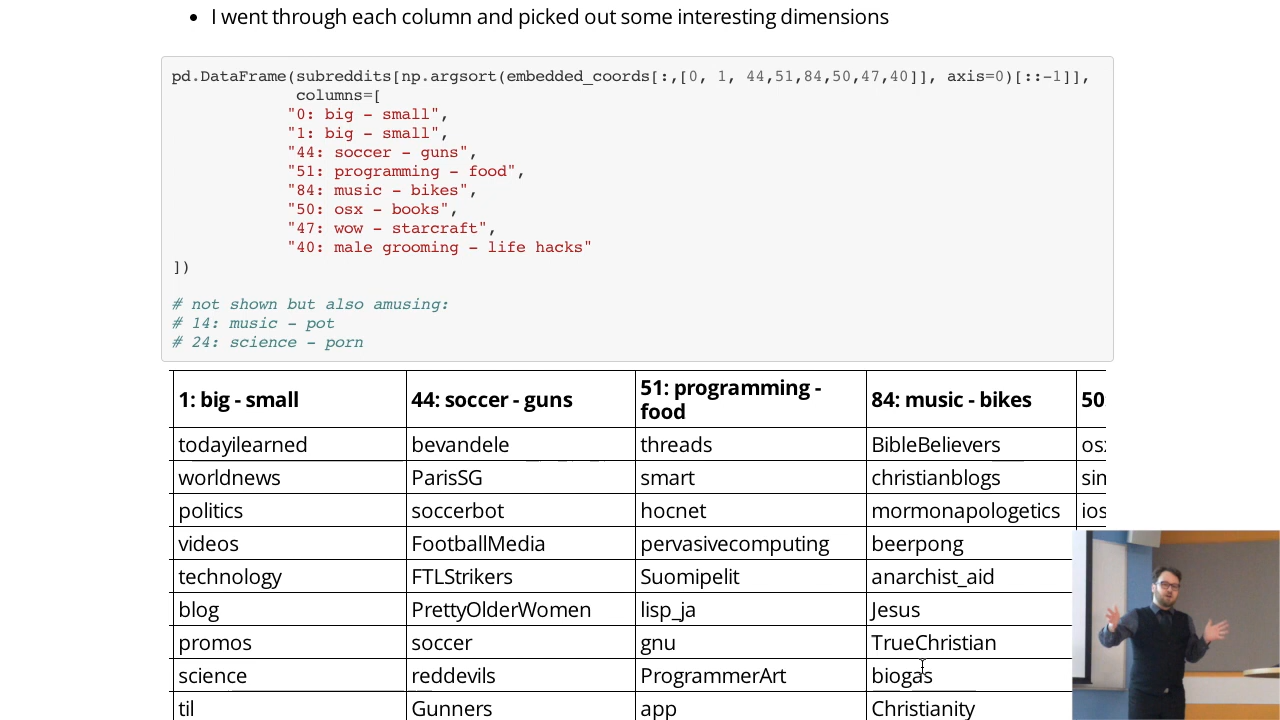 • I went through each column and picked out some interesting dimensions
pd.DataFrame(subreddits[np.argsort(embedded_coords[:,[0, 1, 44,51,84,50,47,40]], axis=0)[::-1]],
columns=[
"0: big - small",
"1: big - small",
"44: soccer - guns",
"51: programming - food",
"84: music - bikes",
"50: osx - books",
"47: wow - starcraft",
"40: male grooming - life hacks"
])
# not shown but also amusing:
# 14: music - pot
# 24: science - porn
1: big - small 44: soccer - guns 51: programming - food 84: music - bikes 50
todayilearned bevandele threads BibleBelievers
worldnews ParisSG smart christianblogs sin
politics soccerbot hocnet mormonapologetics ios
videos FootballMedia pervasivecomputing beerpong
technology FTLStrikers Suomipelit anarchist_aid
blog PrettyOlderWomen lisp_ja Jesus
promos soccer gnu TrueChristian
science reddevils ProgrammerArt biogas
til Gunners app Christianity